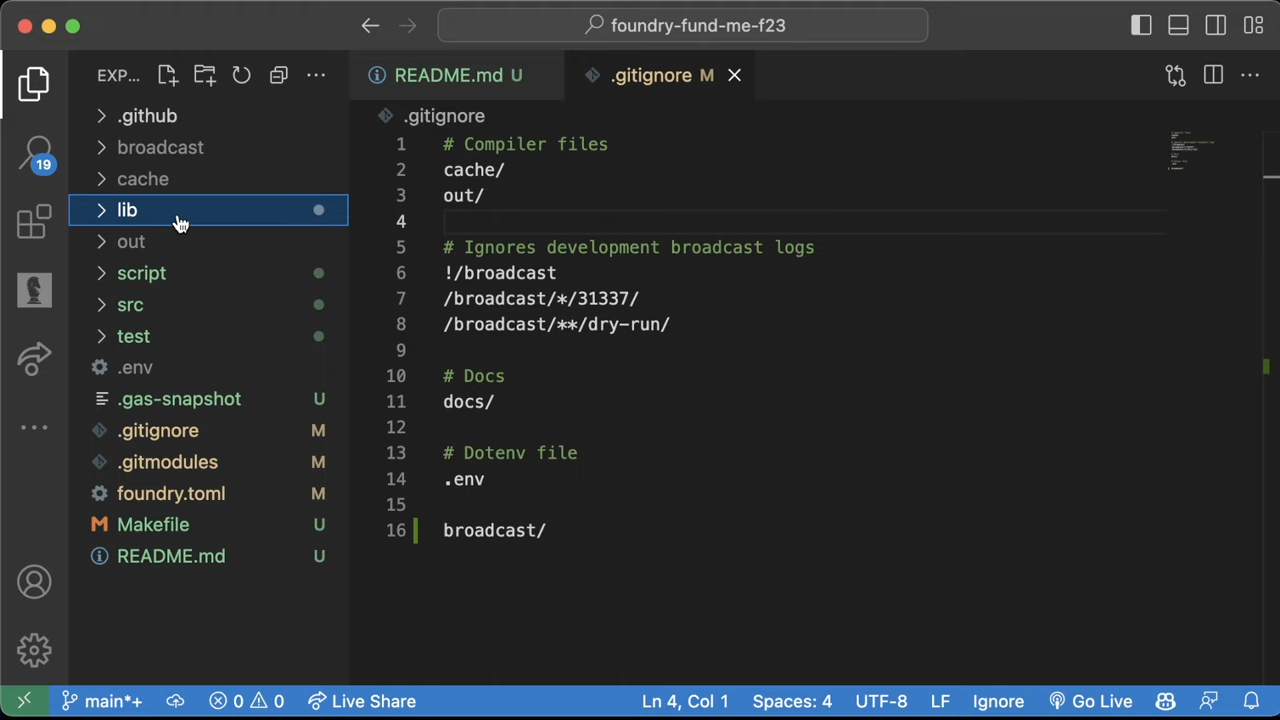 foundry-fund-me-f23
EXP...
README.md U
.gitignore M
19
.github
broadcast
cache
lib
out
script
src
test
.env
.gas-snapshot U
.gitignore M
.gitmodules M
foundry.toml M
Makefile U
README.md U
.gitignore
1 # Compiler files
2 cache/
3 out/
4
5 # Ignores development broadcast logs
6 !/broadcast
7 /broadcast/*/31337/
8 /broadcast/**/dry-run/
9
10 # Docs
11 docs/
12
13 # Dotenv file
14 .env
15
16 broadcast/
main*+ 0 0 Live Share Ln 4, Col 1 Spaces: 4 UTF-8 LF Ignore Go Live